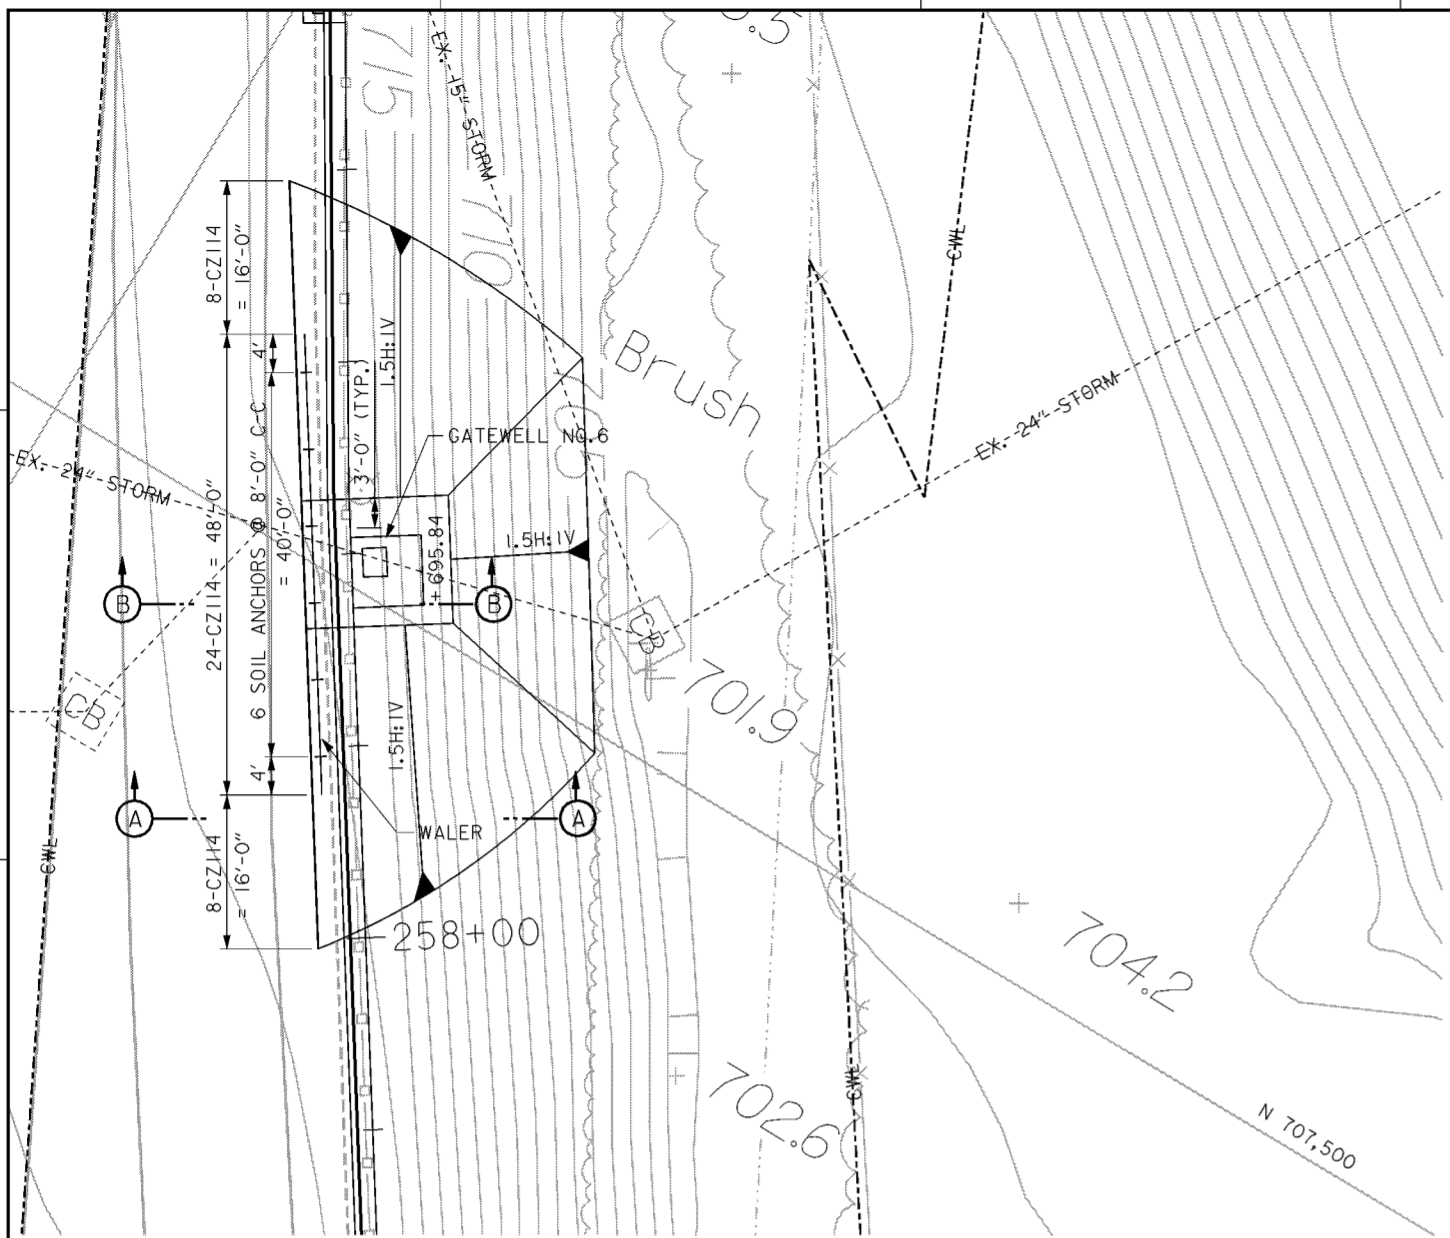 715
EX. 15" STORM
710
8-CZ114
= 16'-0"
CWL
4'
1.5H:1V
3'-0" (TYP.)
Brush
705
GATEWELL NO.6
EX. 24" STORM
EX. 24" STORM
24-CZ114 = 48'-0"
6 SOIL ANCHORS @ 8'-0" C-C
= 40'-0"
+695.84
1.5H:1V
B
B
CB
CB
701.9
1.5H:1V
4'
A
A
WALER
CWL
8-CZ114
= 16'-0"
258+00
704.2
CWL
702.6
N 707,500